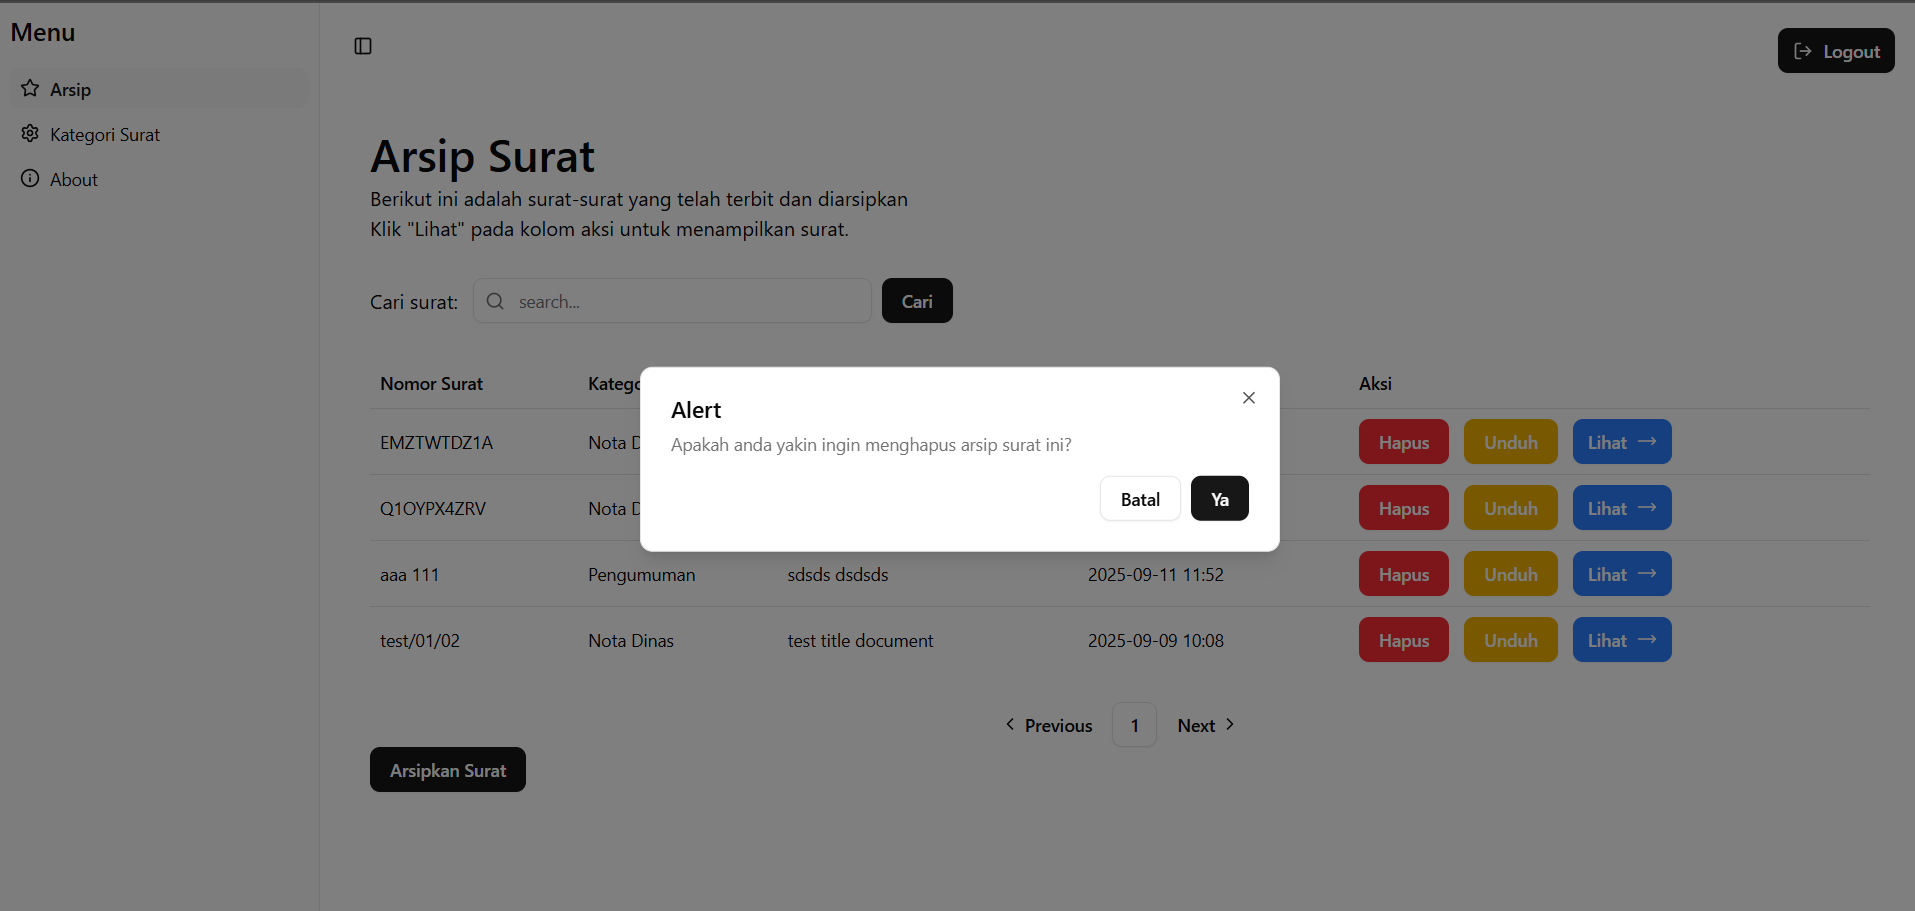 Menu
Arsip
Kategori Surat
About
Logout
Arsip Surat
Berikut ini adalah surat-surat yang telah terbit dan diarsipkan
Klik "Lihat" pada kolom aksi untuk menampilkan surat.
Cari surat: search... Cari
Nomor Surat Aksi
EMZTWTDZ1A Nota Hapus Unduh Lihat
Q1OYPX4ZRV Nota Hapus Unduh Lihat
Alert
Apakah anda yakin ingin menghapus arsip surat ini?
Batal Ya
aaa 111 Pengumuman sdsds dsdsds 2025-09-11 11:52 Hapus Unduh Lihat
test/01/02 Nota Dinas test title document 2025-09-09 10:08 Hapus Unduh Lihat
Previous 1 Next
Arsipkan Surat